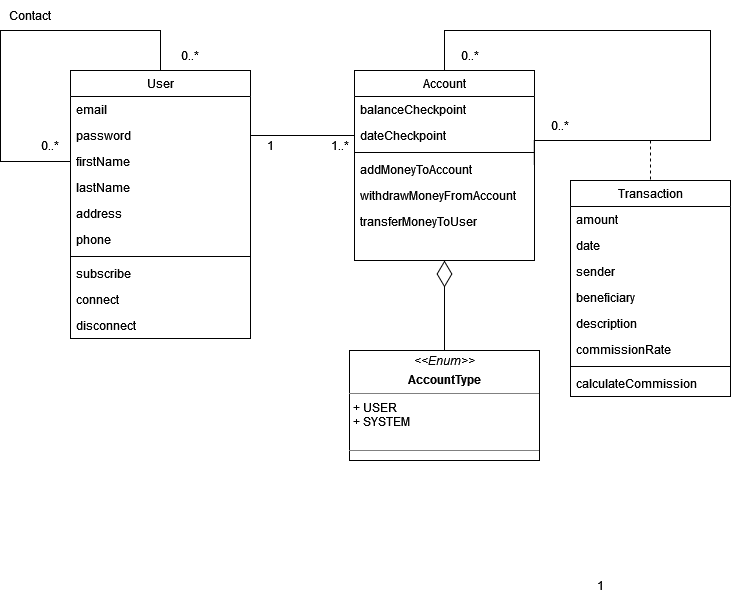 Contact
0..*
0..*
User
email
password
firstName
lastName
address
phone
subscribe
connect
disconnect
1
1..*
Account
balanceCheckpoint
dateCheckpoint
addMoneyToAccount
withdrawMoneyFromAccount
transferMoneyToUser
0..*
0..*
Transaction
amount
date
sender
beneficiary
description
commissionRate
calculateCommission
<<Enum>>
AccountType
+ USER
+ SYSTEM
1